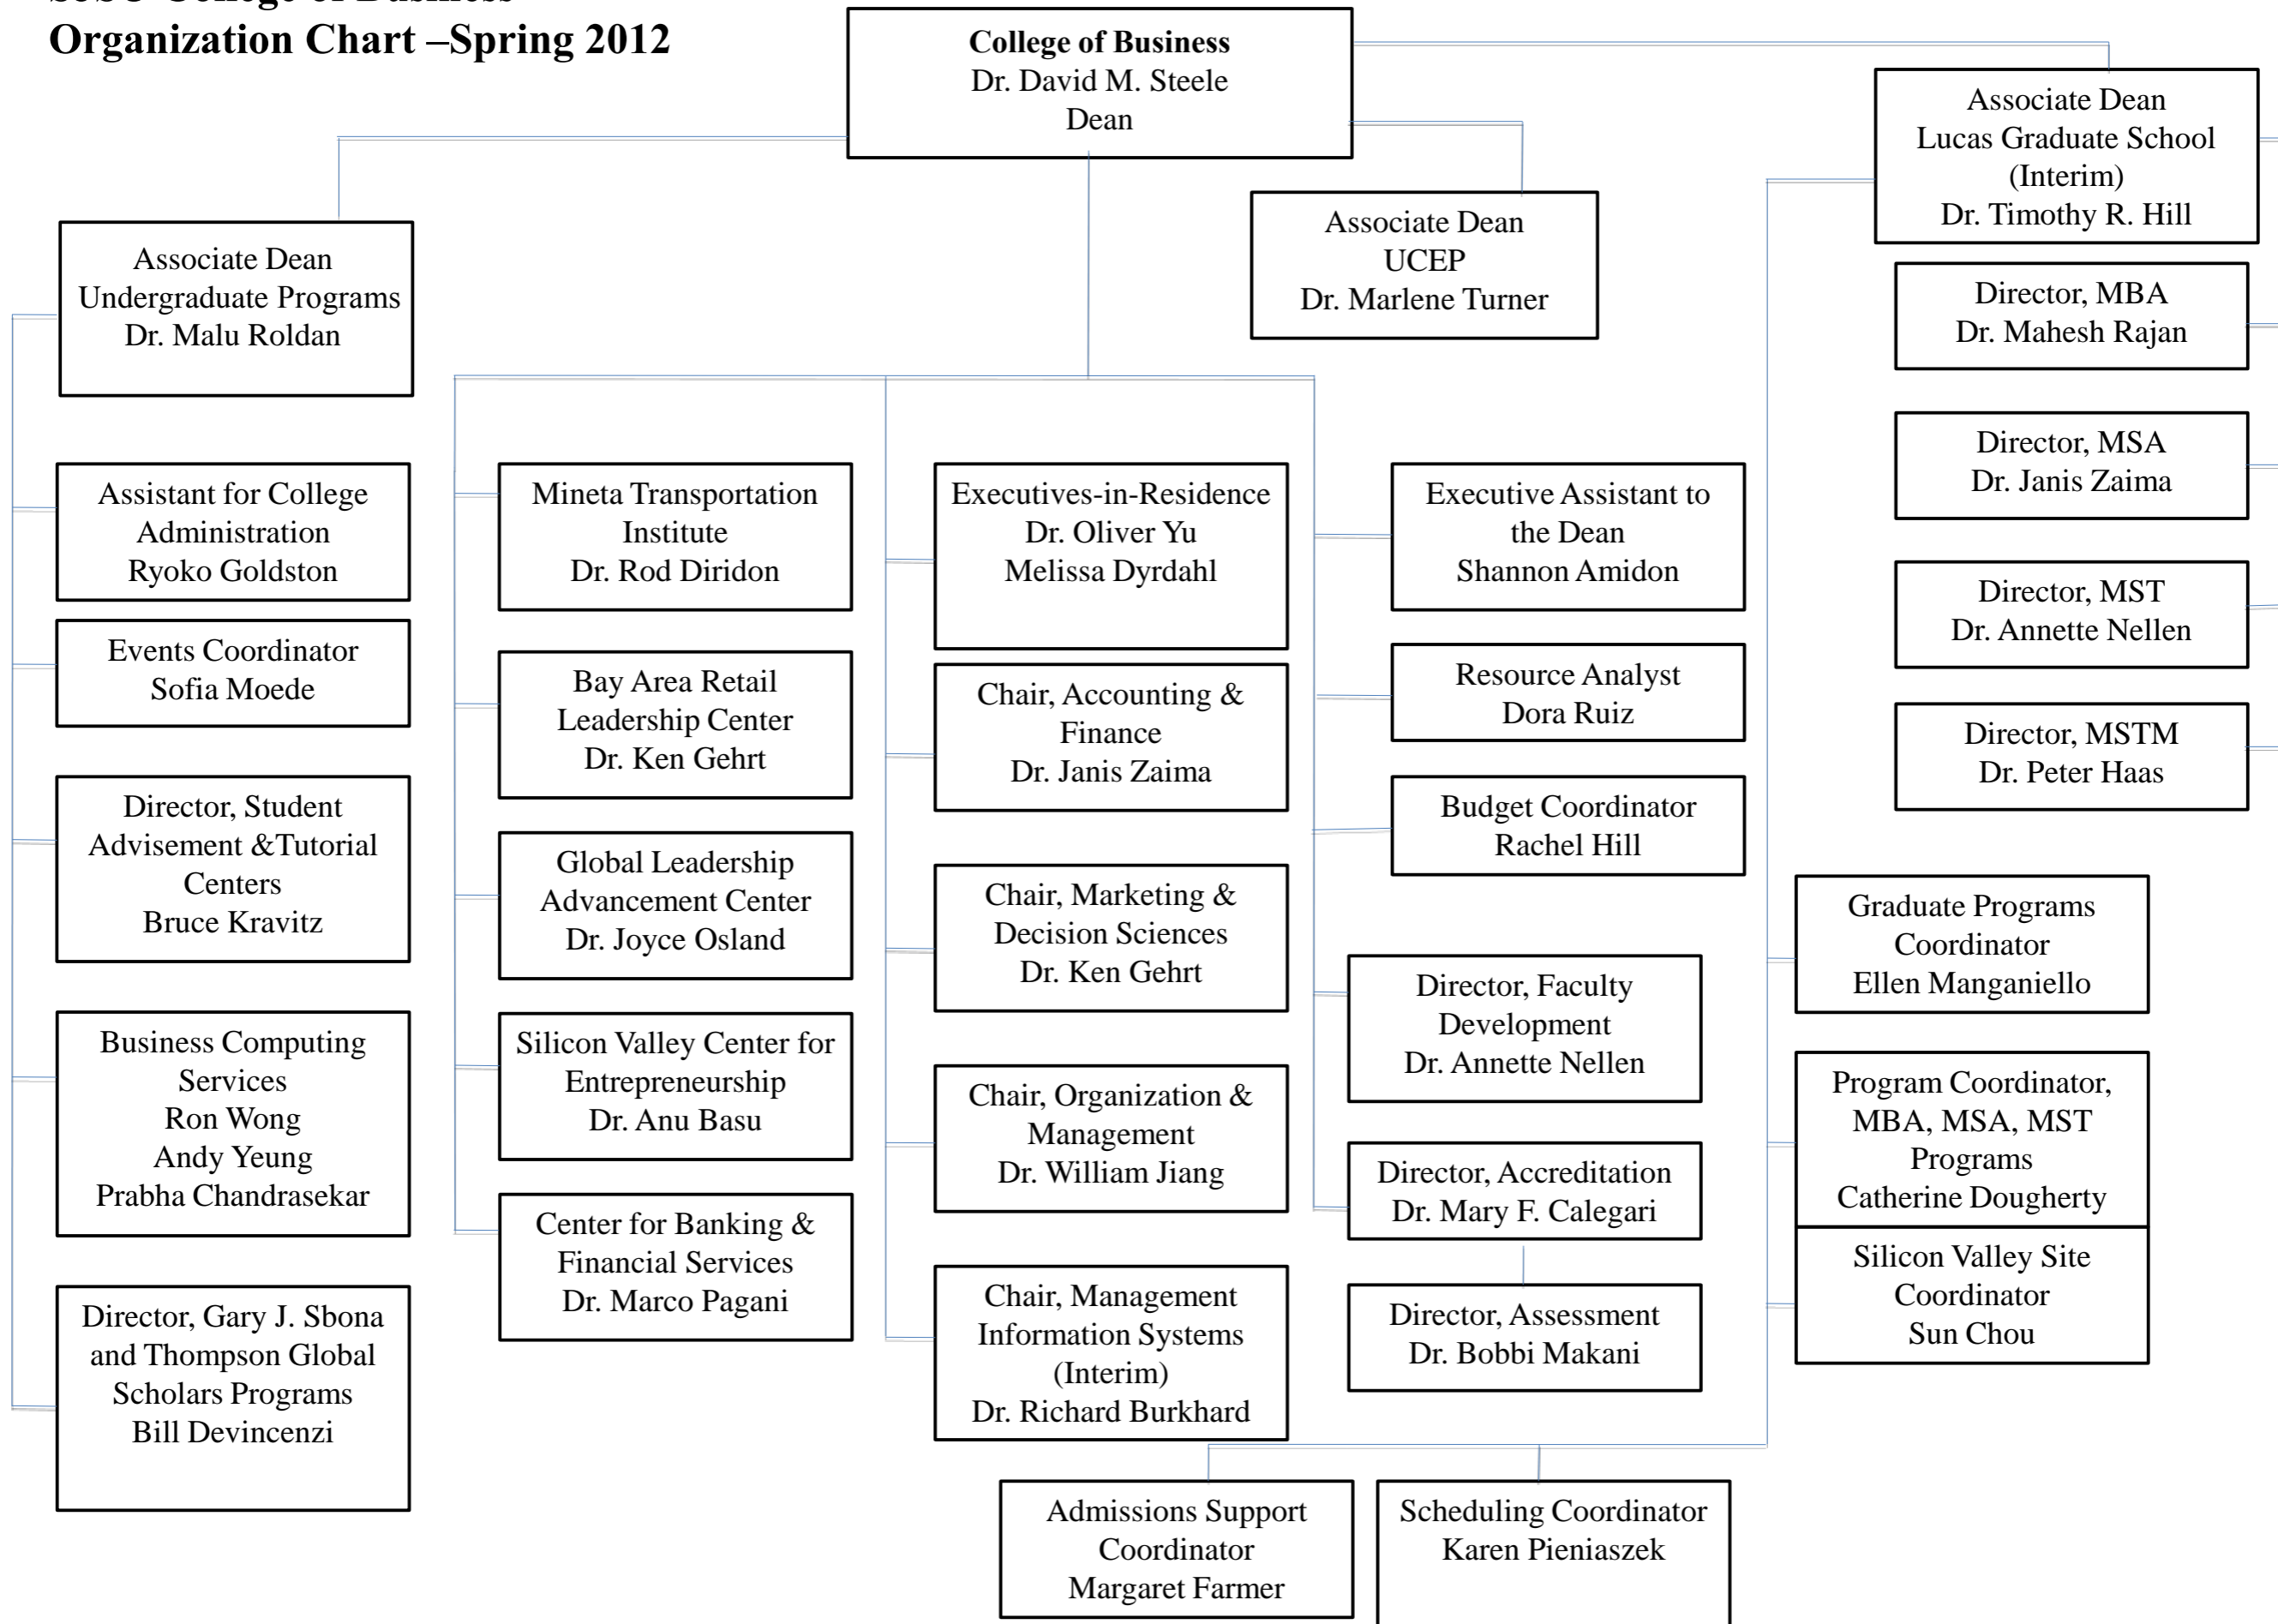 SJSU College of Business
Organization Chart –Spring 2012
College of Business
Dr. David M. Steele
Dean
Associate Dean
Lucas Graduate School
(Interim)
Dr. Timothy R. Hill
Associate Dean
UCEP
Dr. Marlene Turner
Associate Dean
Undergraduate Programs
Dr. Malu Roldan
Director, MBA
Dr. Mahesh Rajan
Director, MSA
Dr. Janis Zaima
Director, MST
Dr. Annette Nellen
Director, MSTM
Dr. Peter Haas
Assistant for College
Administration
Ryoko Goldston
Events Coordinator
Sofia Moede
Director, Student
Advisement &Tutorial
Centers
Bruce Kravitz
Business Computing
Services
Ron Wong
Andy Yeung
Prabha Chandrasekar
Director, Gary J. Sbona
and Thompson Global
Scholars Programs
Bill Devincenzi
Mineta Transportation
Institute
Dr. Rod Diridon
Bay Area Retail
Leadership Center
Dr. Ken Gehrt
Global Leadership
Advancement Center
Dr. Joyce Osland
Silicon Valley Center for
Entrepreneurship
Dr. Anu Basu
Center for Banking &
Financial Services
Dr. Marco Pagani
Executives-in-Residence
Dr. Oliver Yu
Melissa Dyrdahl
Chair, Accounting &
Finance
Dr. Janis Zaima
Chair, Marketing &
Decision Sciences
Dr. Ken Gehrt
Chair, Organization &
Management
Dr. William Jiang
Chair, Management
Information Systems
(Interim)
Dr. Richard Burkhard
Executive Assistant to
the Dean
Shannon Amidon
Resource Analyst
Dora Ruiz
Budget Coordinator
Rachel Hill
Director, Faculty
Development
Dr. Annette Nellen
Director, Accreditation
Dr. Mary F. Calegari
Director, Assessment
Dr. Bobbi Makani
Graduate Programs
Coordinator
Ellen Manganiello
Program Coordinator,
MBA, MSA, MST
Programs
Catherine Dougherty
Silicon Valley Site
Coordinator
Sun Chou
Admissions Support
Coordinator
Margaret Farmer
Scheduling Coordinator
Karen Pieniaszek